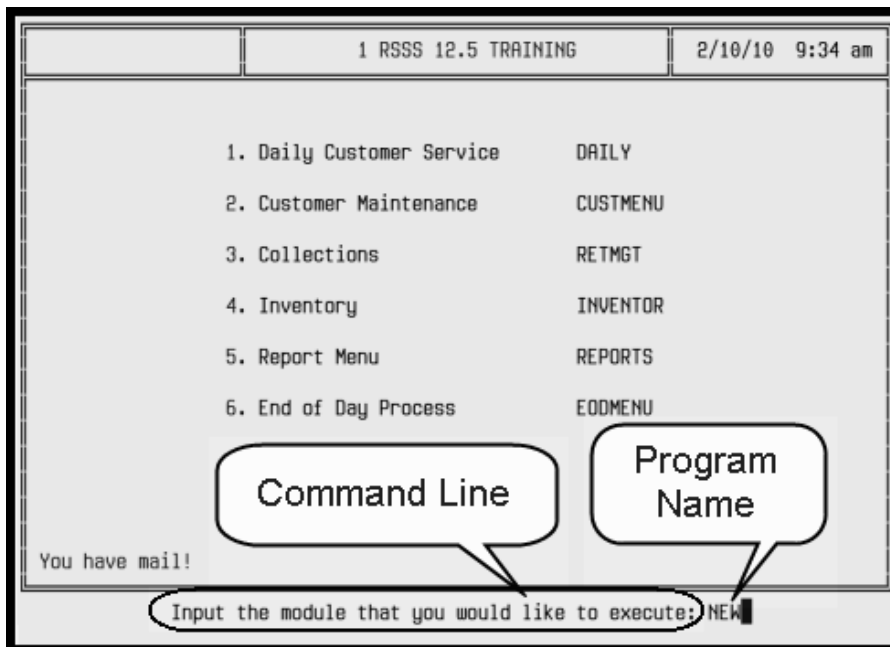 1 RSSS 12.5 TRAINING 2/10/10 9:34 am
1. Daily Customer Service DAILY
2. Customer Maintenance CUSTMENU
3. Collections RETMGT
4. Inventory INVENTOR
5. Report Menu REPORTS
6. End of Day Process EODMENU
Command Line
Program
Name
You have mail!
Input the module that you would like to execute: NEW